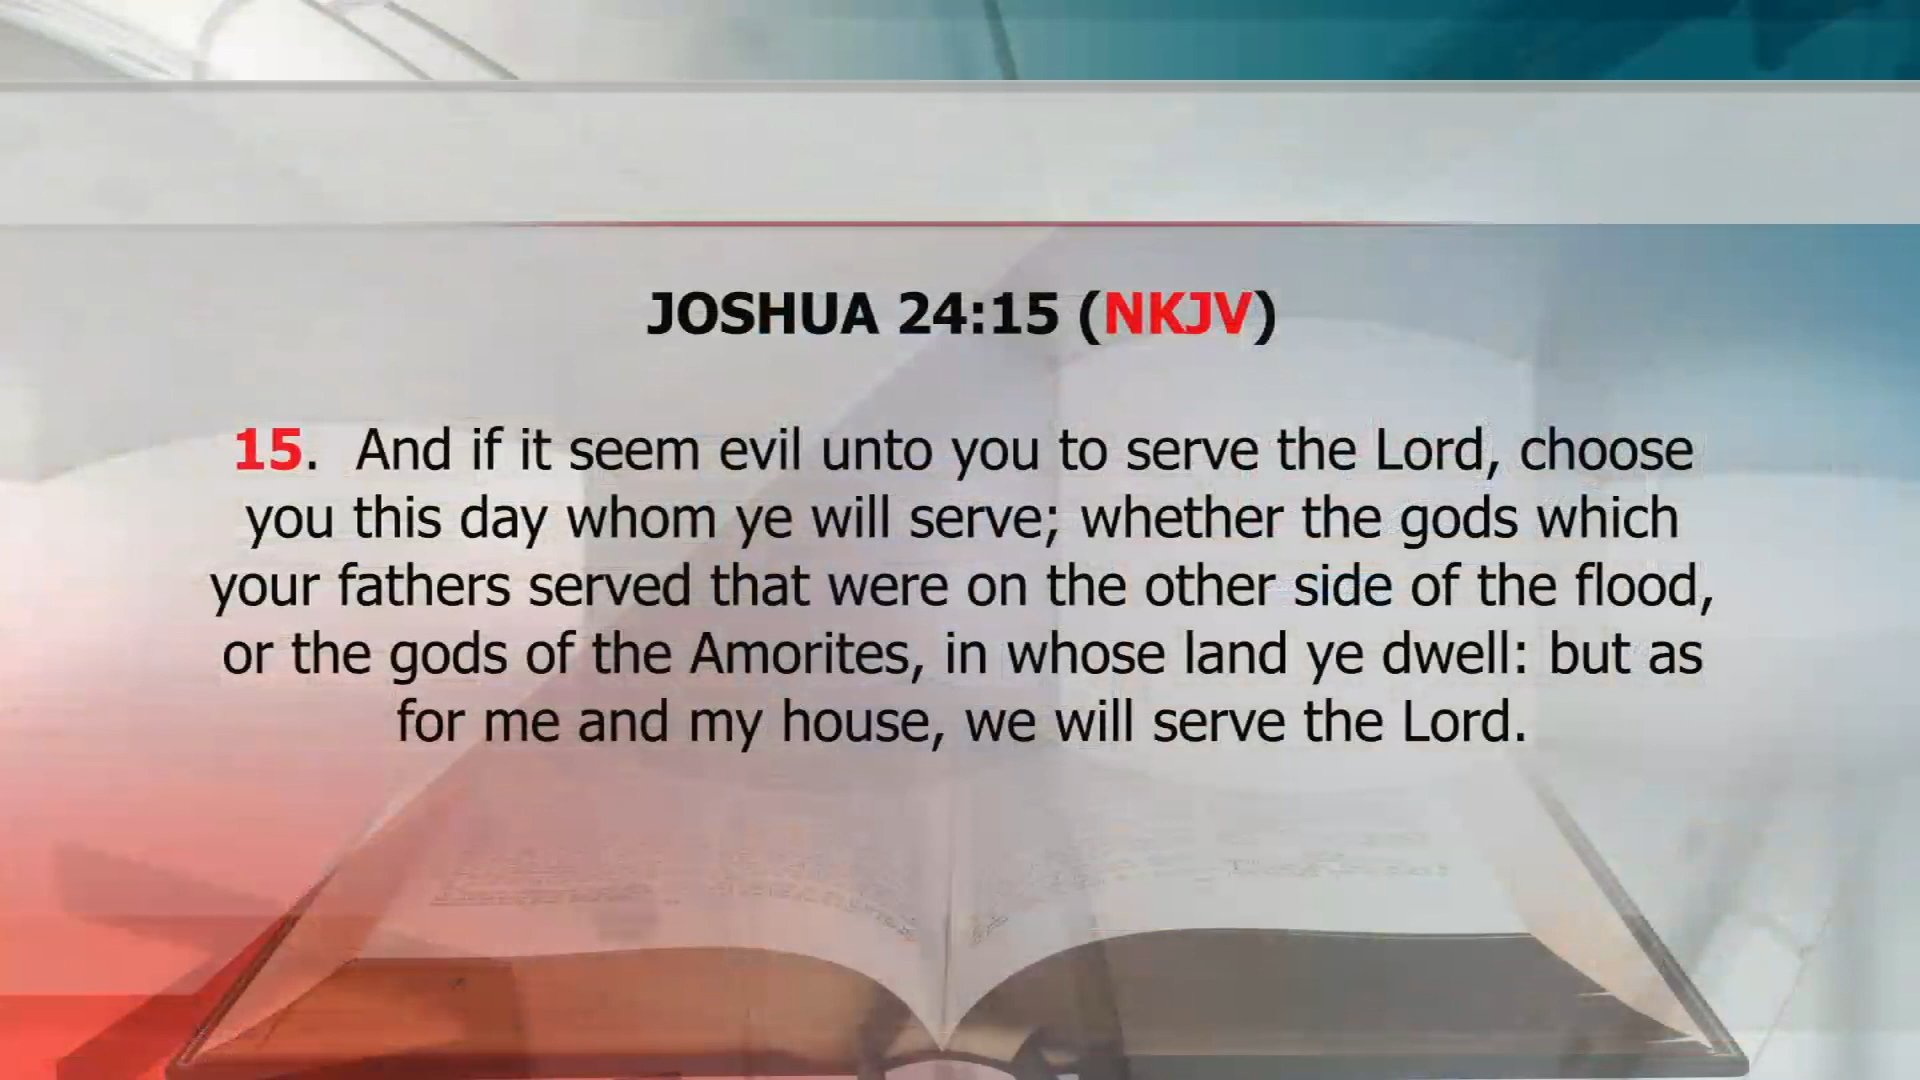 JOSHUA 24:15 (NKJV)
15. And if it seem evil unto you to serve the Lord, choose
you this day whom ye will serve; whether the gods which
your fathers served that were on the other side of the flood,
or the gods of the Amorites, in whose land ye dwell: but as
for me and my house, we will serve the Lord.